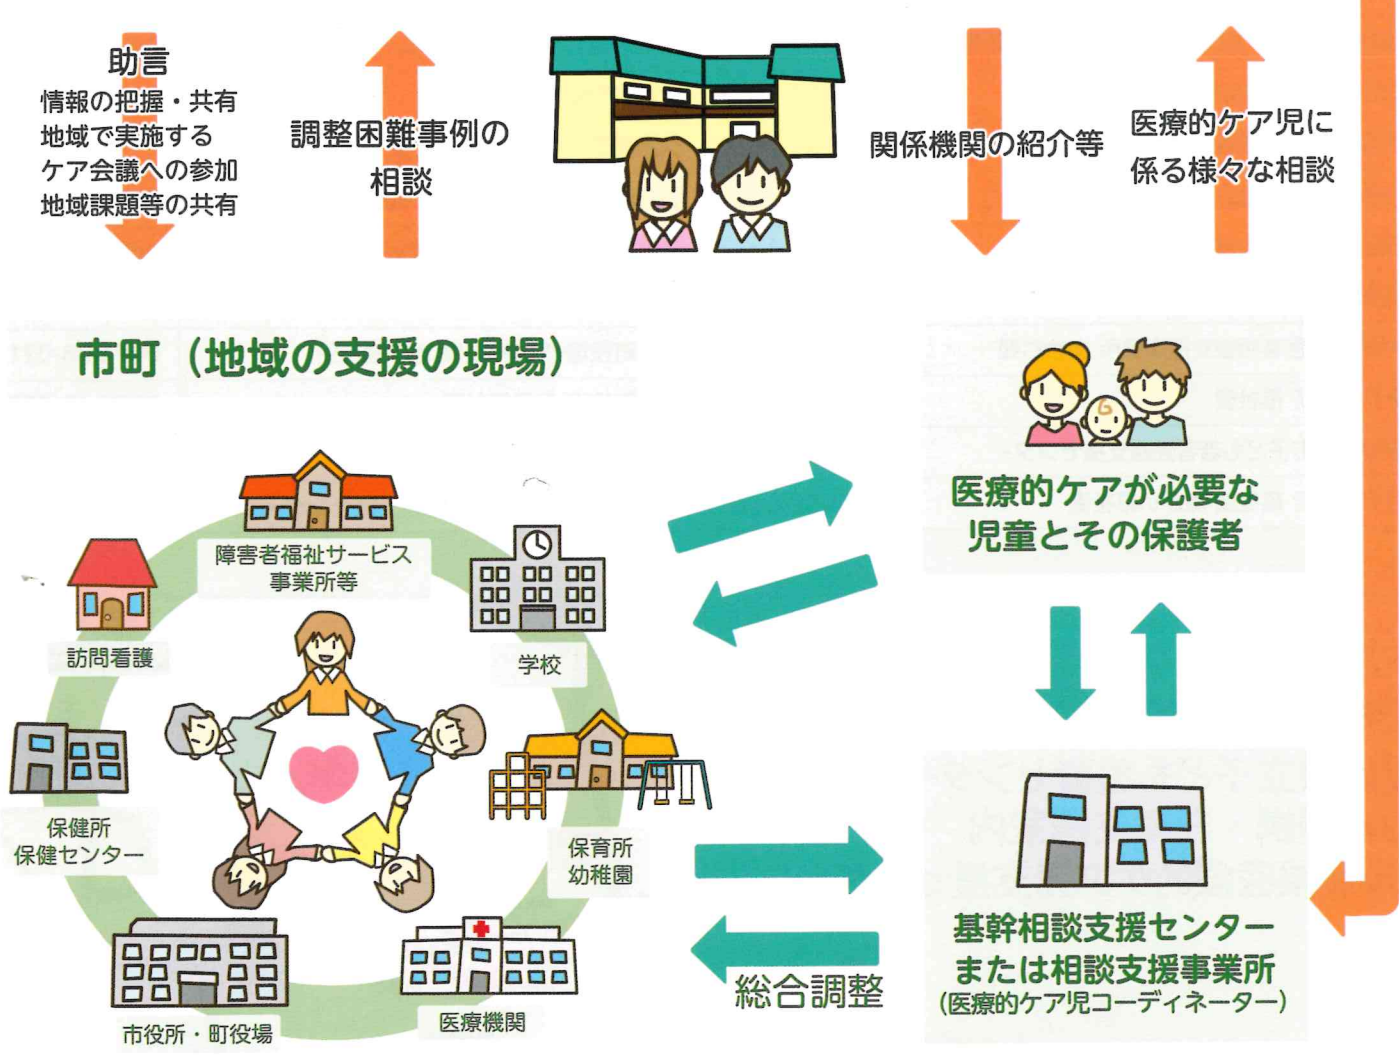 助言
情報の把握・共有
地域で実施する
ケア会議への参加
地域課題等の共有
調整困難事例の
相談
関係機関の紹介等
医療的ケア児に
係る様々な相談
市町（地域の支援の現場）
医療的ケアが必要な
児童とその保護者
障害者福祉サービス
事業所等
訪問看護
学校
保健所
保健センター
保育所
幼稚園
市役所・町役場
医療機関
総合調整
基幹相談支援センター
または相談支援事業所
（医療的ケア児コーディネーター）